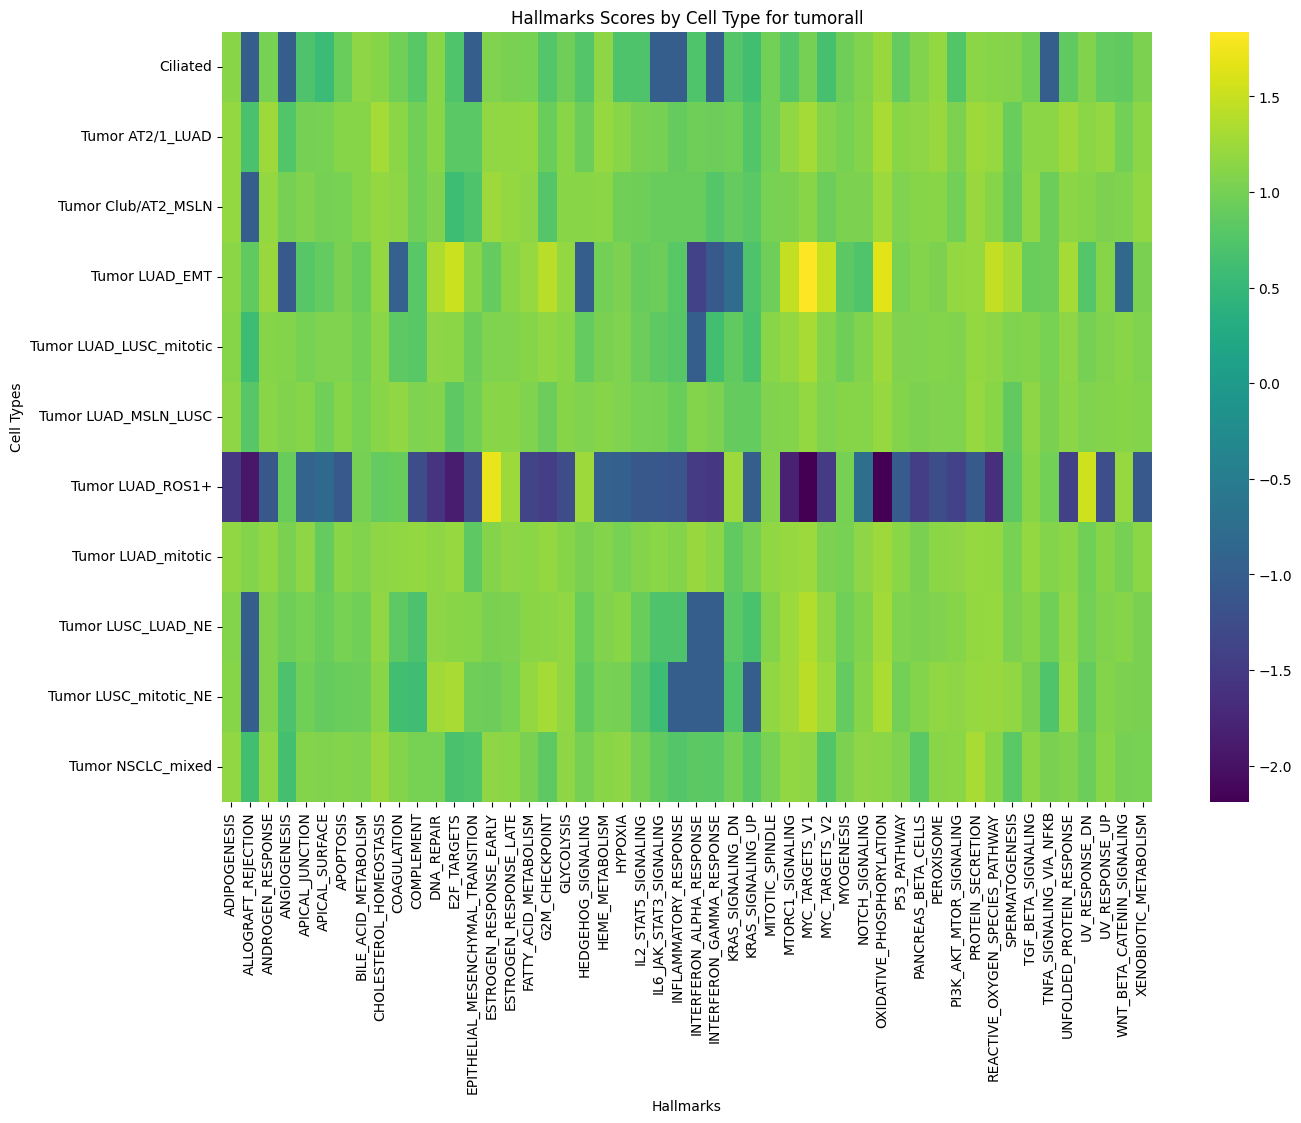 Hallmarks Scores by Cell Type for tumorall
Cell Types
Ciliated
Tumor AT2/1_LUAD
Tumor Club/AT2_MSLN
Tumor LUAD_EMT
Tumor LUAD_LUSC_mitotic
Tumor LUAD_MSLN_LUSC
Tumor LUAD_ROS1+
Tumor LUAD_mitotic
Tumor LUSC_LUAD_NE
Tumor LUSC_mitotic_NE
Tumor NSCLC_mixed
ADIPOGENESIS
ALLOGRAFT_REJECTION
ANDROGEN_RESPONSE
ANGIOGENESIS
APICAL_JUNCTION
APICAL_SURFACE
APOPTOSIS
BILE_ACID_METABOLISM
CHOLESTEROL_HOMEOSTASIS
COAGULATION
COMPLEMENT
DNA_REPAIR
E2F_TARGETS
EPITHELIAL_MESENCHYMAL_TRANSITION
ESTROGEN_RESPONSE_EARLY
ESTROGEN_RESPONSE_LATE
FATTY_ACID_METABOLISM
G2M_CHECKPOINT
GLYCOLYSIS
HEDGEHOG_SIGNALING
HEME_METABOLISM
HYPOXIA
IL2_STAT5_SIGNALING
IL6_JAK_STAT3_SIGNALING
INFLAMMATORY_RESPONSE
INTERFERON_ALPHA_RESPONSE
INTERFERON_GAMMA_RESPONSE
KRAS_SIGNALING_DN
KRAS_SIGNALING_UP
MITOTIC_SPINDLE
MTORC1_SIGNALING
MYC_TARGETS_V1
MYC_TARGETS_V2
MYOGENESIS
NOTCH_SIGNALING
OXIDATIVE_PHOSPHORYLATION
P53_PATHWAY
PANCREAS_BETA_CELLS
PEROXISOME
PI3K_AKT_MTOR_SIGNALING
PROTEIN_SECRETION
REACTIVE_OXYGEN_SPECIES_PATHWAY
SPERMATOGENESIS
TGF_BETA_SIGNALING
TNFA_SIGNALING_VIA_NFKB
UNFOLDED_PROTEIN_RESPONSE
UV_RESPONSE_DN
UV_RESPONSE_UP
WNT_BETA_CATENIN_SIGNALING
XENOBIOTIC_METABOLISM
Hallmarks
1.5
1.0
0.5
0.0
−0.5
−1.0
−1.5
−2.0